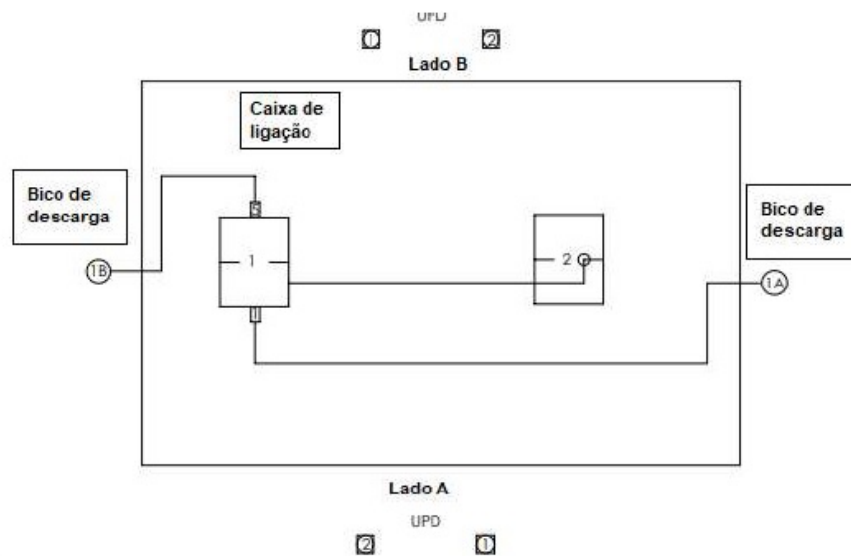 UPD
1 2
Lado B
Caixa de
ligação
Bico de
descarga
Bico de
descarga
1
2
1B
1A
1
Lado A
UPD
2 1